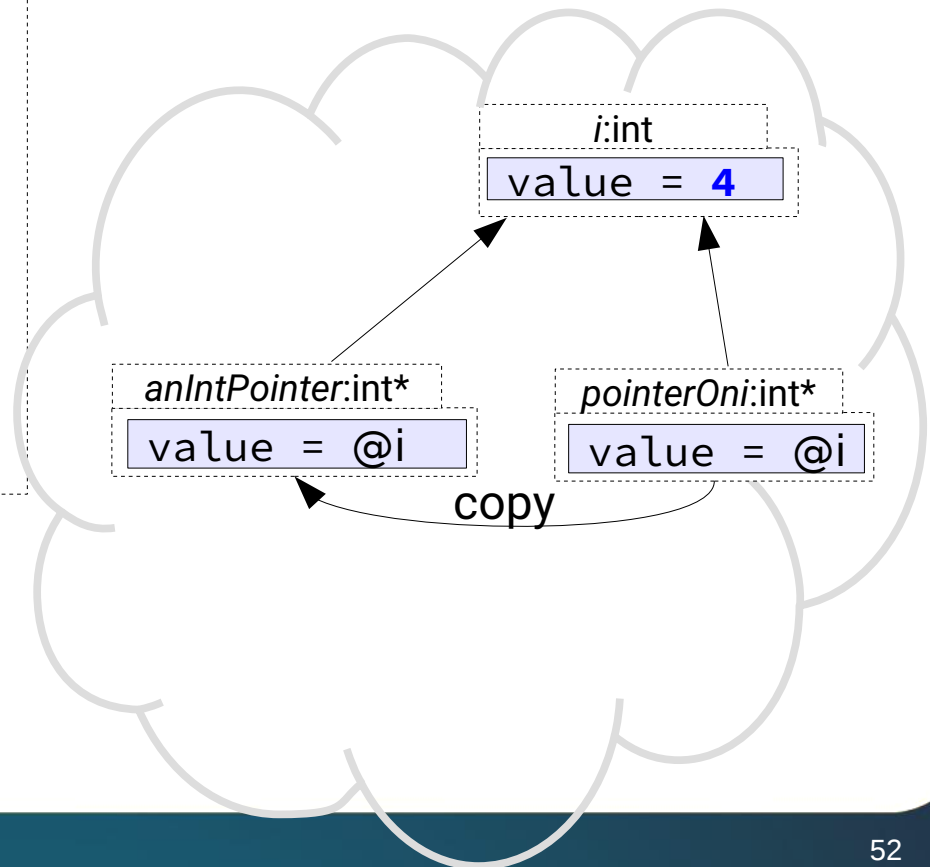 i:int
value = 4
anIntPointer:int*
pointerOni:int*
value = @i
value = @i
copy
52